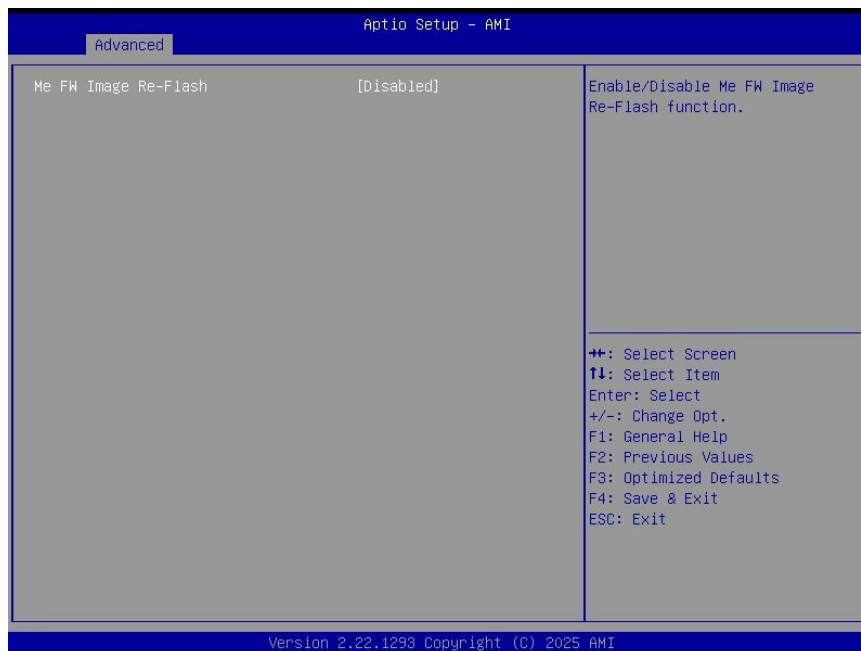 Aptio Setup - AMI
Advanced
Me FW Image Re-Flash [Disabled]
Enable/Disable Me FW Image
Re-Flash function.
→←: Select Screen
↑↓: Select Item
Enter: Select
+/-: Change Opt.
F1: General Help
F2: Previous Values
F3: Optimized Defaults
F4: Save & Exit
ESC: Exit
Version 2.22.1293 Copyright (C) 2025 AMI